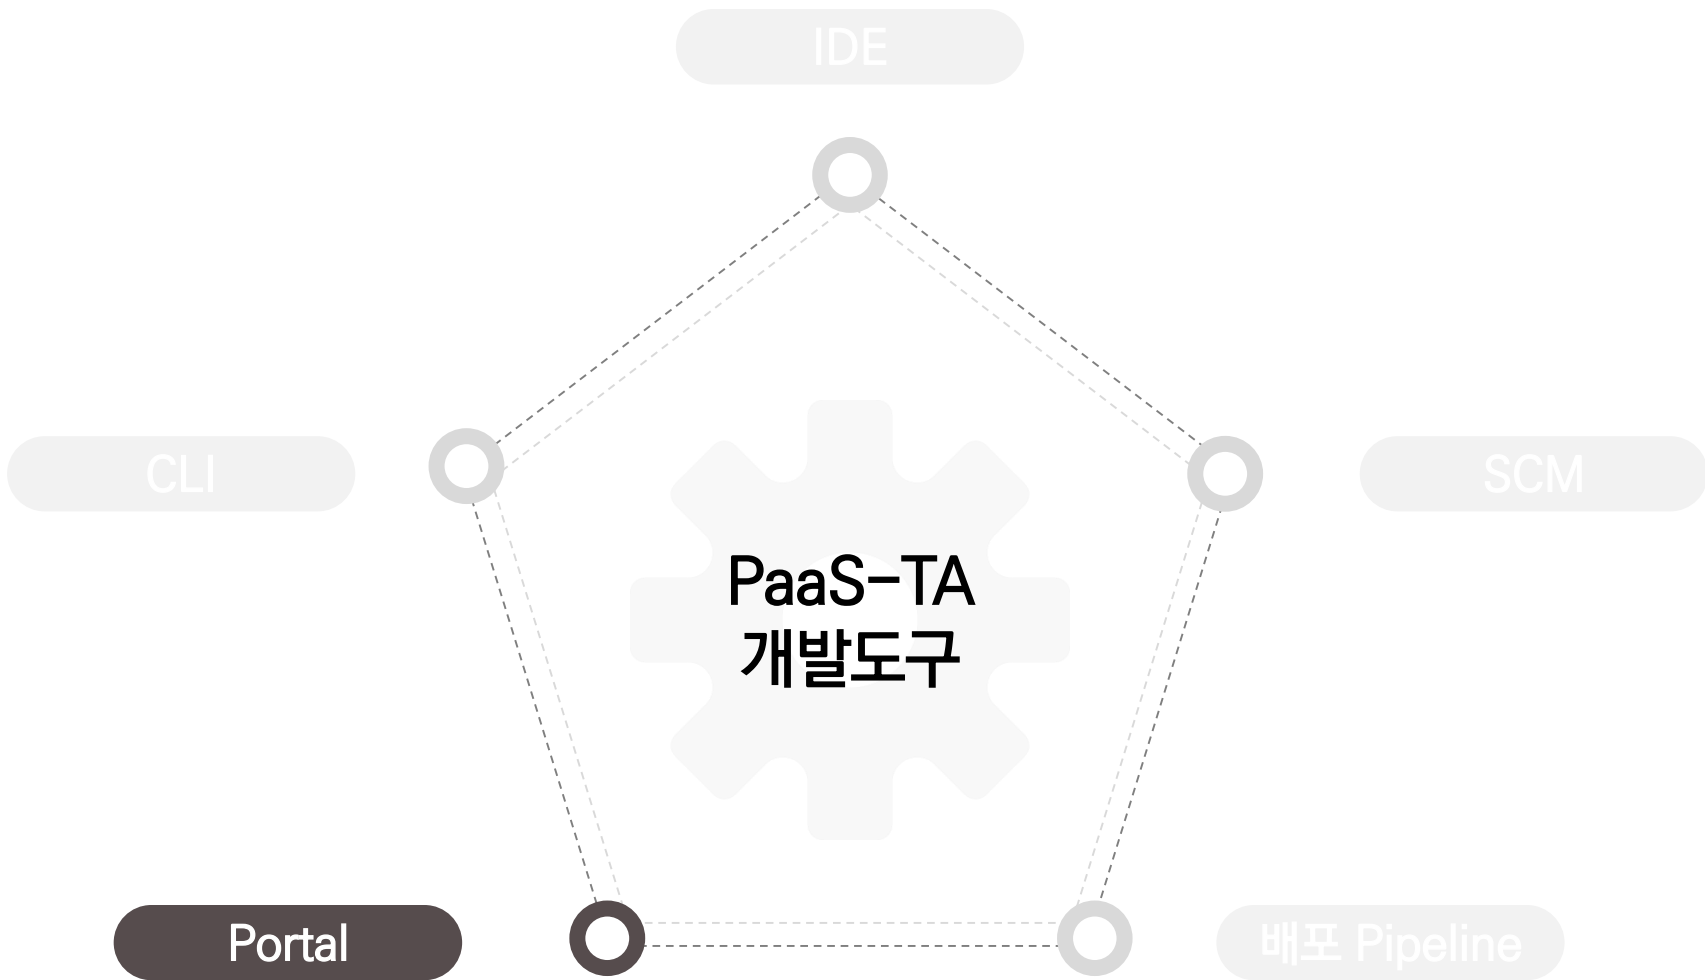 IDE
CLI
SCM
PaaS-TA
개발도구
Portal
배포 Pipeline